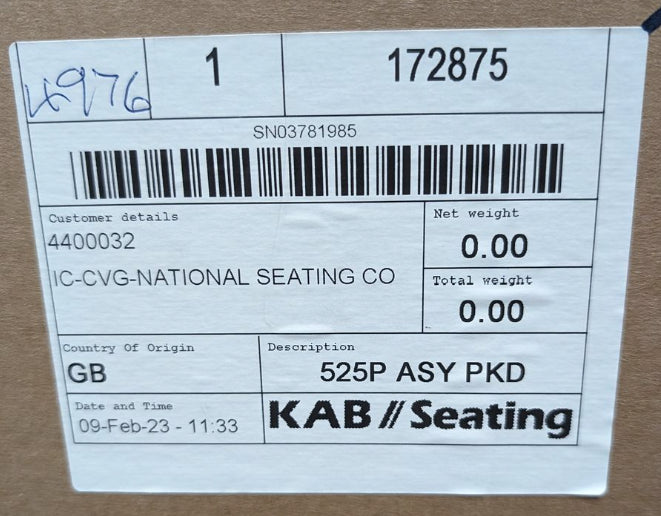 4976
1
172875
SN03781985
Customer details
4400032
IC-CVG-NATIONAL SEATING CO
Net weight
0.00
Total weight
0.00
Country Of Origin
GB
Description
525P ASY PKD
Date and Time
09-Feb-23 - 11:33
KAB // Seating